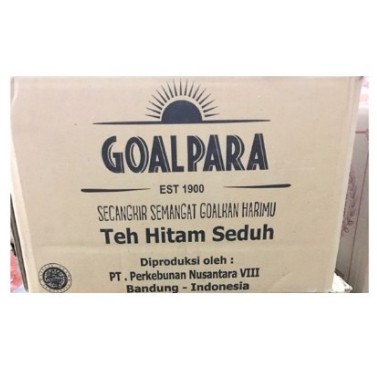 GOALPARA
EST 1900
SECANGKIR SEMANGAT GOALKAN HARIMU
Teh Hitam Seduh
Diproduksi oleh :
PT . Perkebunan Nusantara VIII
Bandung - Indonesia